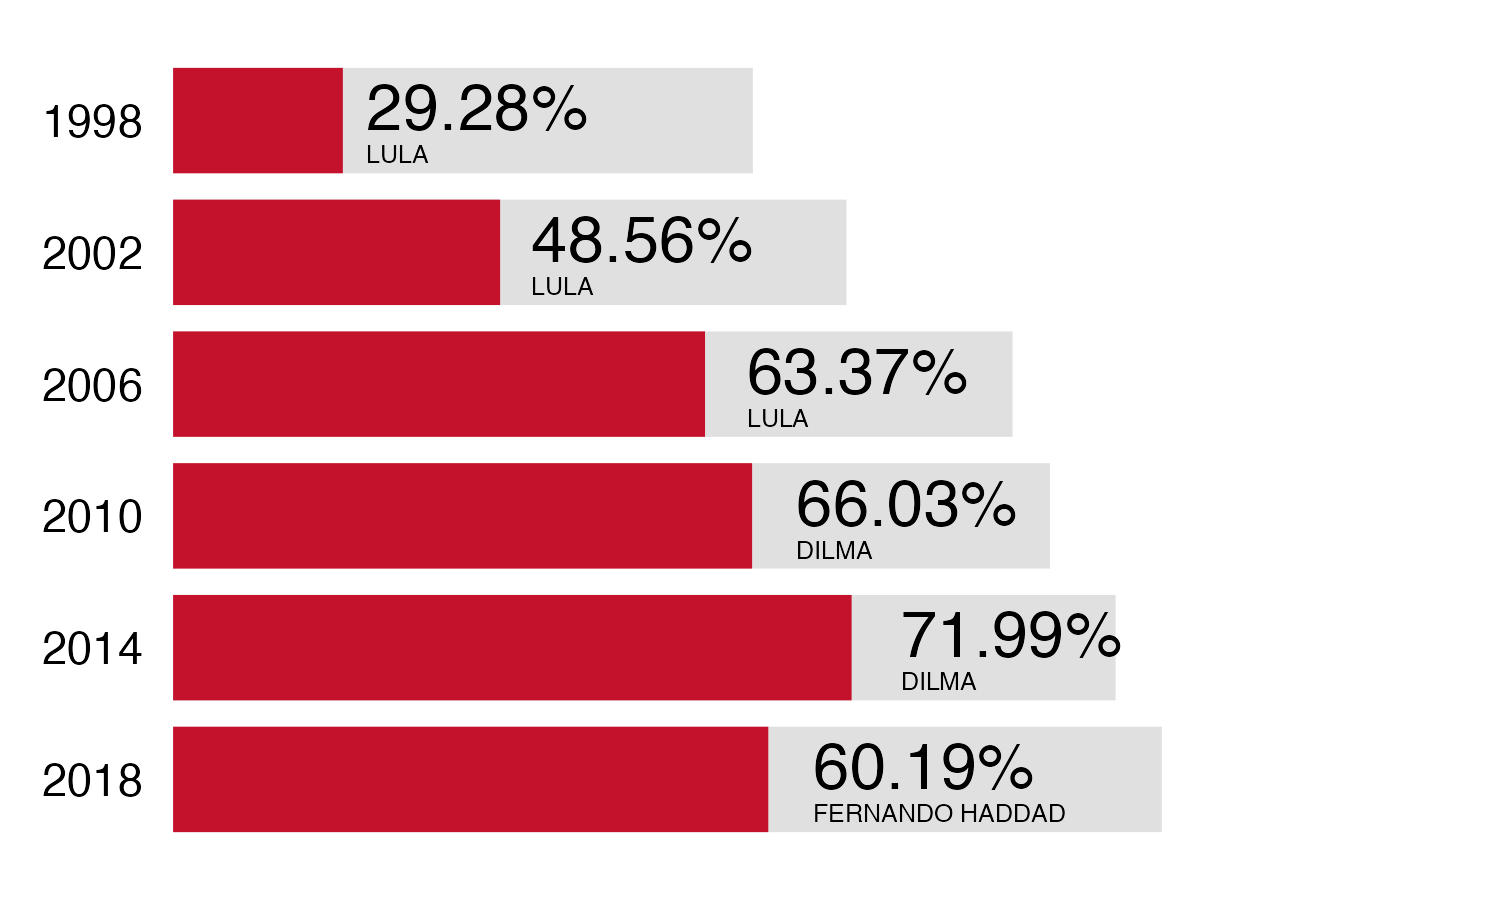 1998
29.28%
LULA
2002
48.56%
LULA
2006
63.37%
LULA
2010
66.03%
DILMA
2014
71.99%
DILMA
2018
60.19%
FERNANDO HADDAD